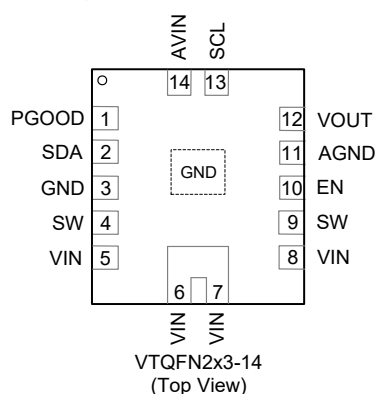 AVIN SCL
14 13
PGOOD 1 12 VOUT
SDA 2 11 AGND
GND
GND 3 10 EN
SW 4 9 SW
VIN 5 8 VIN
6 7
VIN VIN
VTQFN2x3-14
(Top View)